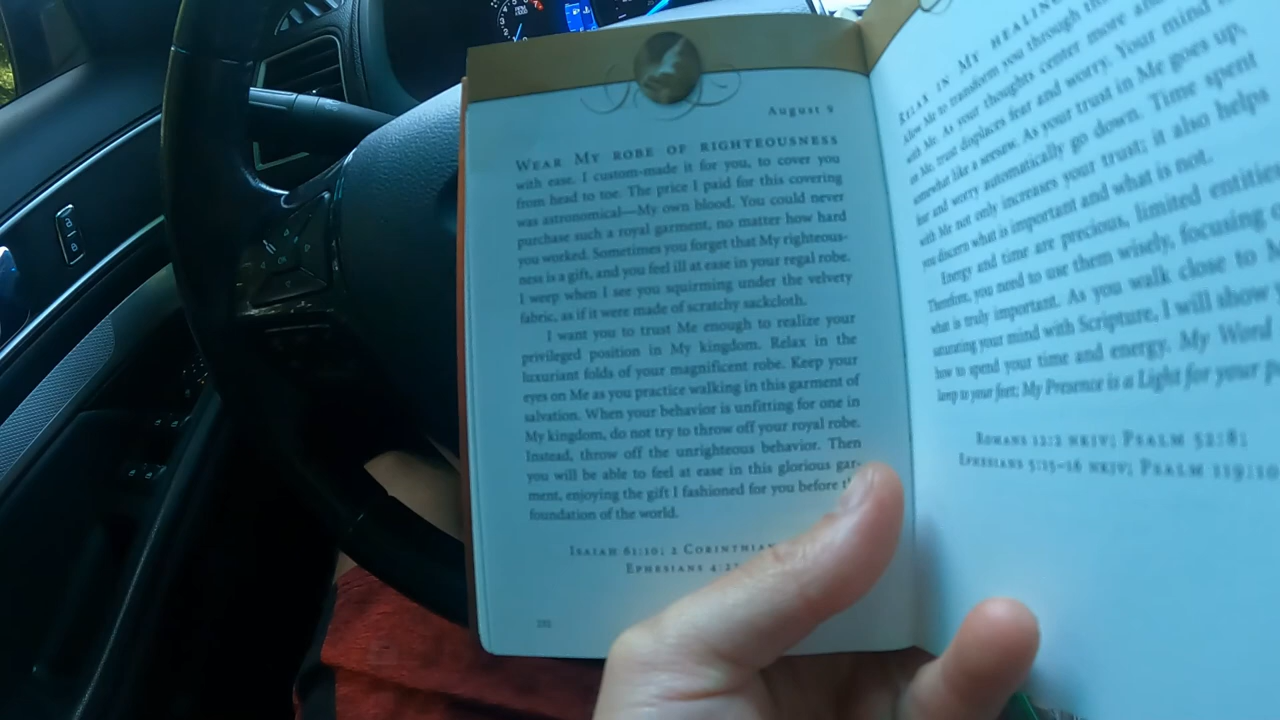 August 9
WEAR MY ROBE OF RIGHTEOUSNESS
with ease. I custom-made it for you, to cover you
from head to toe. The price I paid for this covering
was astronomical—My own blood. You could never
purchase such a royal garment, no matter how hard
you worked. Sometimes you forget that My righteous-
ness is a gift, and you feel ill at ease in your regal robe.
I weep when I see you squirming under the velvety
fabric, as if it were made of scratchy sackcloth.
I want you to trust Me enough to realize your
privileged position in My kingdom. Relax in the
luxuriant folds of your magnificent robe. Keep your
eyes on Me as you practice walking in this garment of
salvation. When your behavior is unfitting for one in
My kingdom, do not try to throw off your royal robe.
Instead, throw off the unrighteous behavior. Then
you will be able to feel at ease in this glorious gar-
ment, enjoying the gift I fashioned for you before
foundation of the world.
ISAIAH 61:10; 2
EPHESIANS
RELAX IN MY HEALING
Allow Me to transform you through
with Me. As your thoughts center more
on Me, trust displaces fear and worry. Your mind
somewhat like a seesaw. As your trust in Me goes up,
fear and worry automatically go down. Time spent
with Me not only increases your trust; it also helps
you discern what is important and what is not.
Energy and time are precious, limited entities
Therefore, you need to use them wisely, focusing
what is truly important. As you walk close to
saturating your mind with Scripture, I will show
how to spend your time and energy. My Word
lamp to your feet; My Presence is a Light for your
ROMANS 12:2 NKJV; PSALM 52:8;
EPHESIANS 5:15–16 NKJV; PSALM